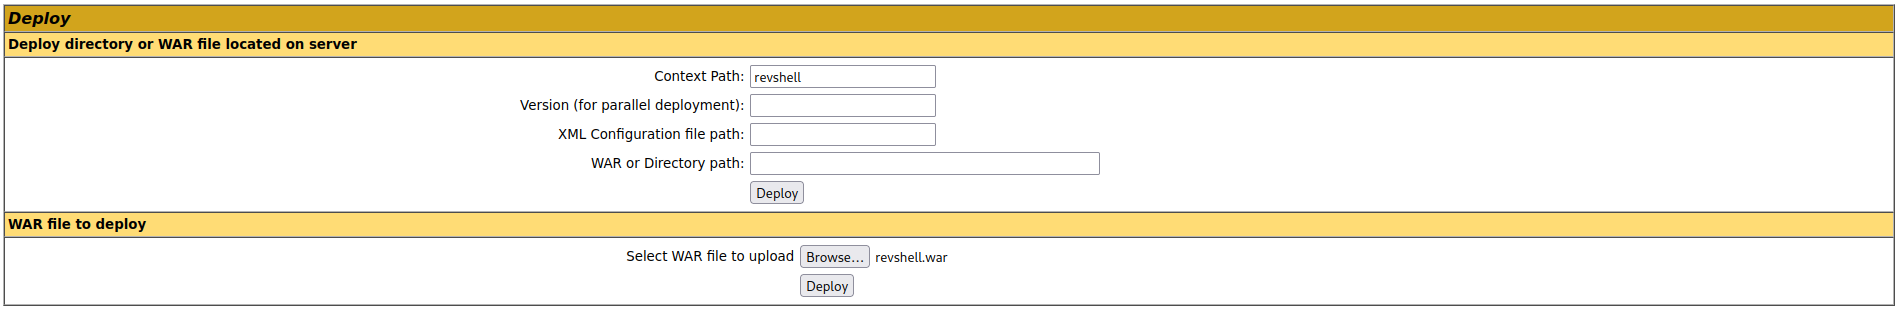 Deploy
Deploy directory or WAR file located on server
Context Path: revshell
Version (for parallel deployment):
XML Configuration file path:
WAR or Directory path:
Deploy
WAR file to deploy
Select WAR file to upload Browse... revshell.war
Deploy